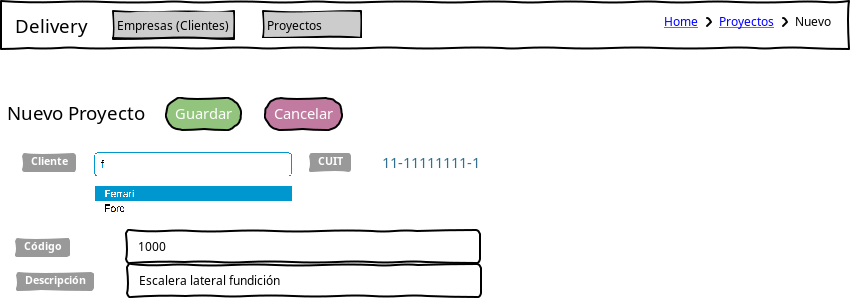 Delivery Empresas (Clientes) Proyectos Home > Proyectos > Nuevo
Nuevo Proyecto Guardar Cancelar
Cliente f CUIT 11-11111111-1
Ferrari
Ford
Código 1000
Descripción Escalera lateral fundición